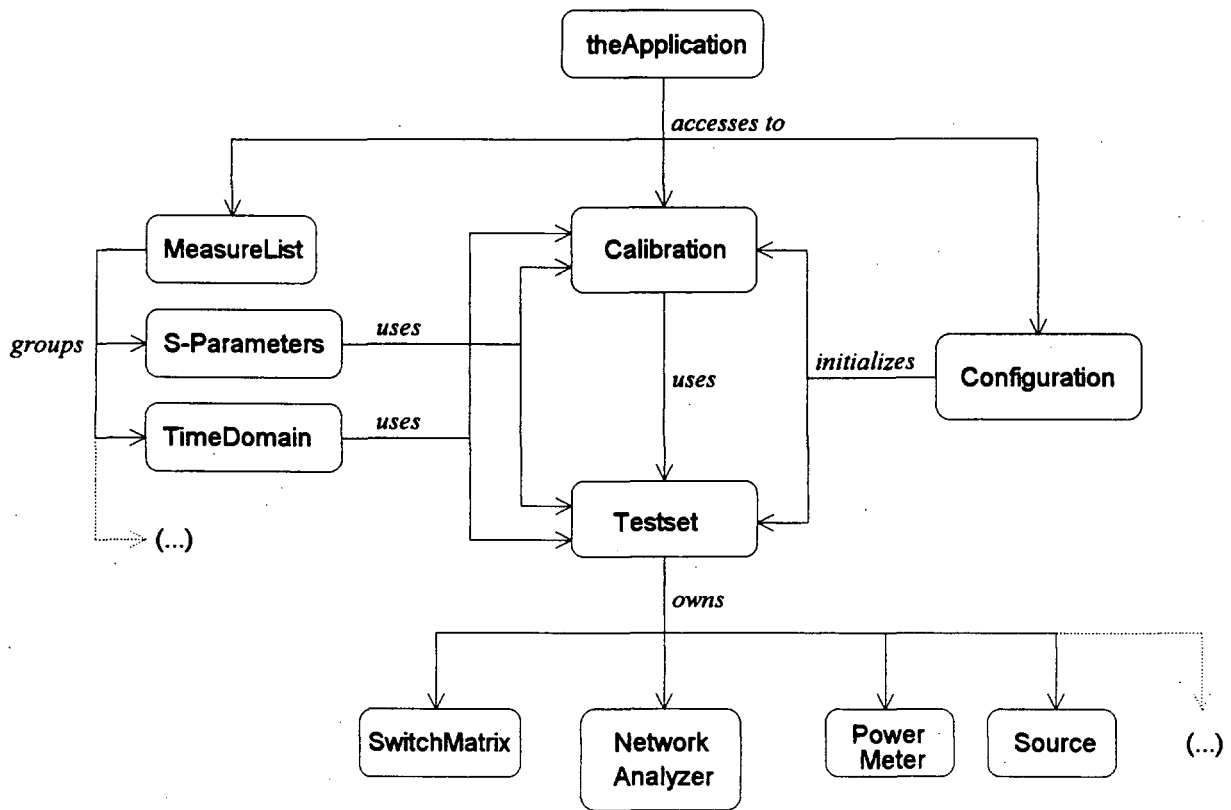 theApplication
accesses to
MeasureList
Calibration
groups
S-Parameters
uses
initializes
Configuration
uses
TimeDomain
uses
Testset
(...)
owns
SwitchMatrix
Network
Analyzer
Power
Meter
Source
(...)